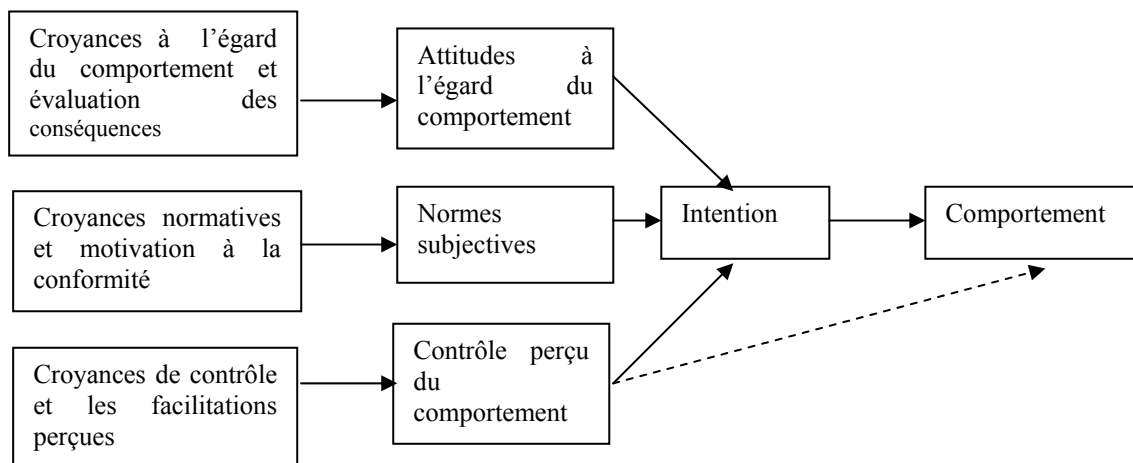 Croyances à l’égard
du comportement et
évaluation des
conséquences
Attitudes à
l’égard du
comportement
Croyances normatives
et motivation à la
conformité
Normes
subjectives
Intention
Comportement
Croyances de contrôle
et les facilitations
perçues
Contrôle perçu
du
comportement